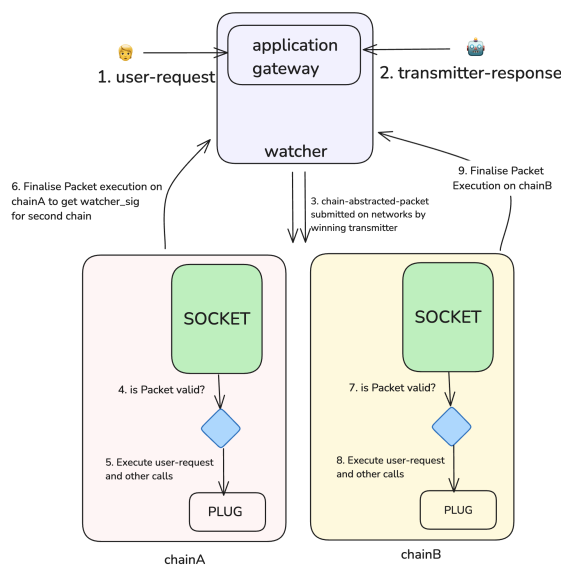 application
gateway
1. user-request
2. transmitter-response
watcher
6. Finalise Packet execution on
chainA to get watcher_sig
for second chain
3. chain-abstracted-packet
submitted on networks by
winning transmitter
9. Finalise Packet
Execution on chainB
SOCKET
4. is Packet valid?
5. Execute user-request
and other calls
PLUG
chainA
SOCKET
7. is Packet valid?
8. Execute user-request
and other calls
PLUG
chainB